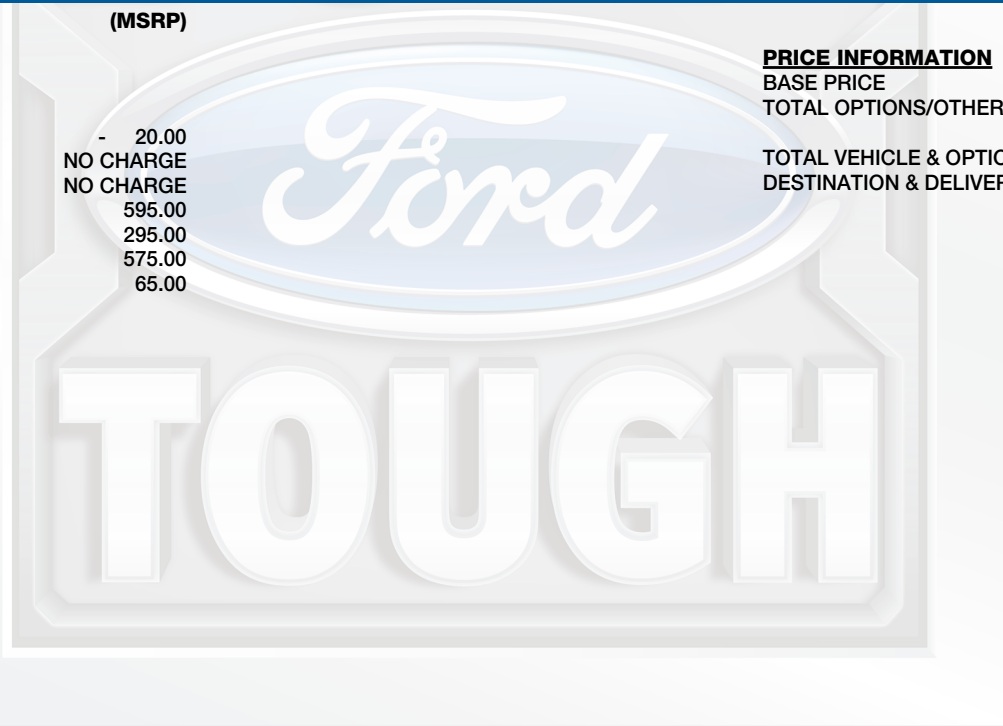 (MSRP)
- 20.00
NO CHARGE
NO CHARGE
595.00
295.00
575.00
65.00
PRICE INFORMATION
BASE PRICE
TOTAL OPTIONS/OTHER
TOTAL VEHICLE & OPTIO
DESTINATION & DELIVER
Ford
TOUGH